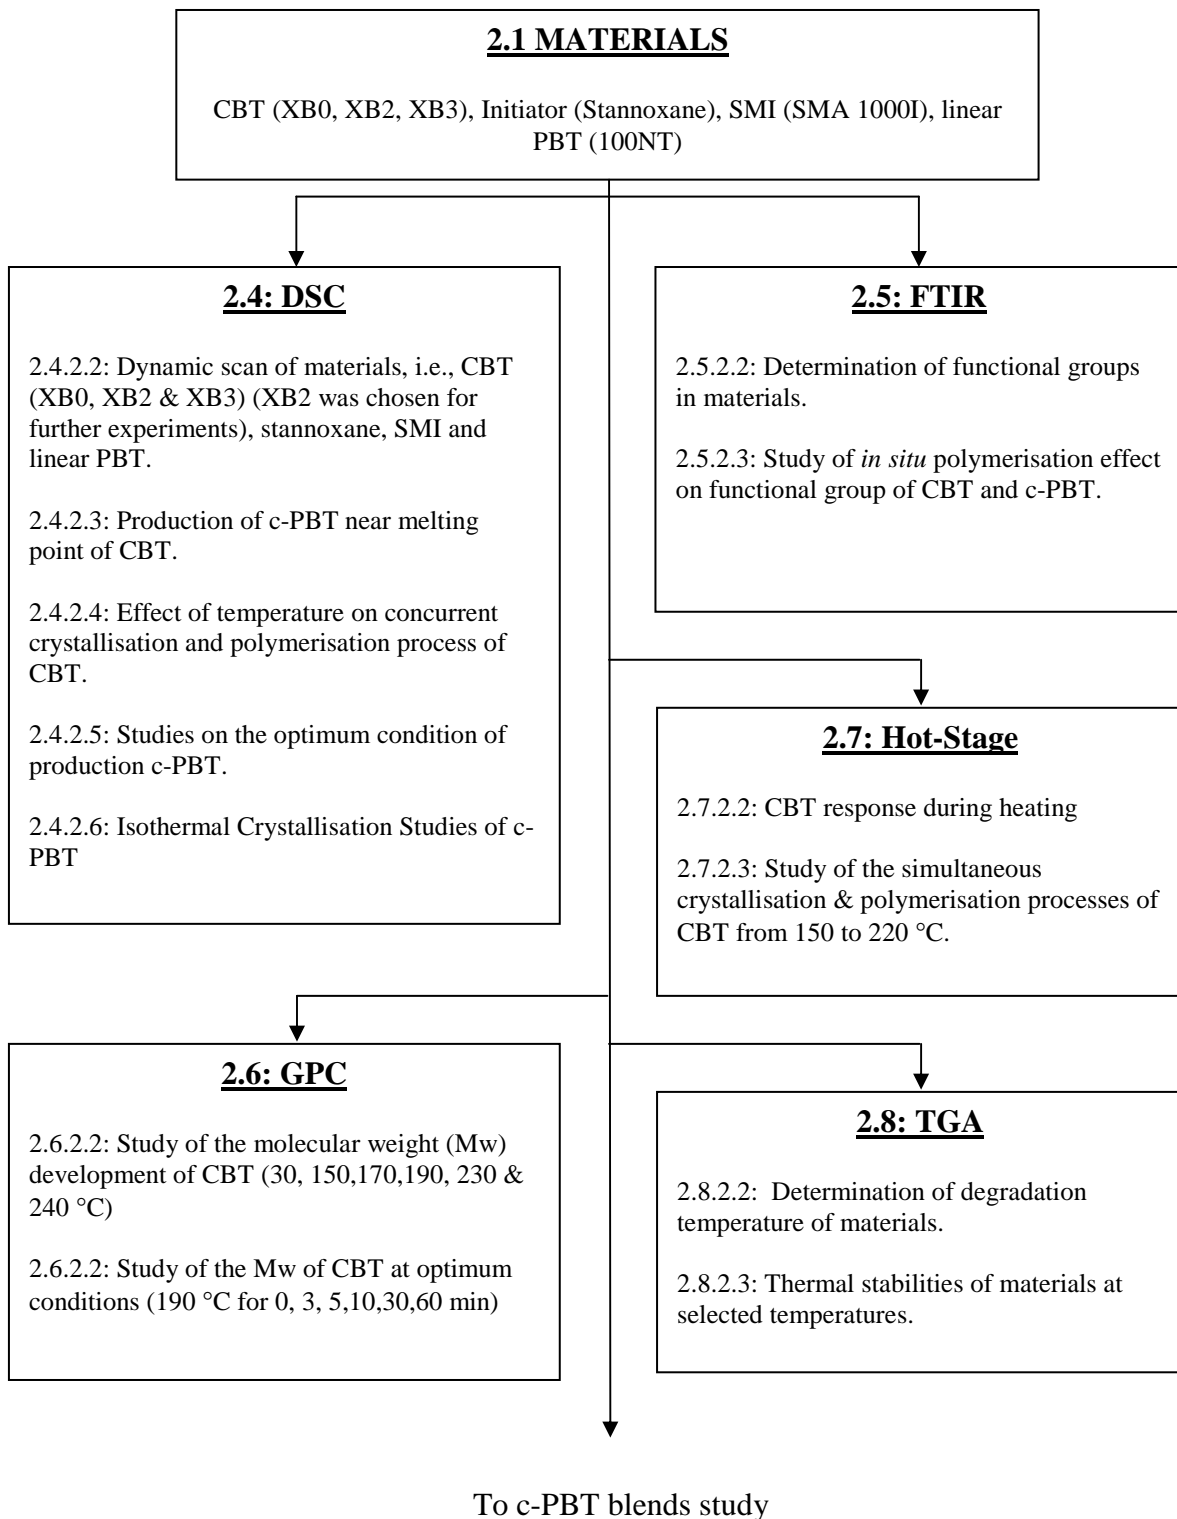 2.1 MATERIALS
CBT (XB0, XB2, XB3), Initiator (Stannoxane), SMI (SMA 1000I), linear
PBT (100NT)
2.4: DSC
2.4.2.2: Dynamic scan of materials, i.e., CBT
(XB0, XB2 & XB3) (XB2 was chosen for
further experiments), stannoxane, SMI and
linear PBT.
2.4.2.3: Production of c-PBT near melting
point of CBT.
2.4.2.4: Effect of temperature on concurrent
crystallisation and polymerisation process of
CBT.
2.4.2.5: Studies on the optimum condition of
production c-PBT.
2.4.2.6: Isothermal Crystallisation Studies of c-
PBT
2.5: FTIR
2.5.2.2: Determination of functional groups
in materials.
2.5.2.3: Study of in situ polymerisation effect
on functional group of CBT and c-PBT.
2.7: Hot-Stage
2.7.2.2: CBT response during heating
2.7.2.3: Study of the simultaneous
crystallisation & polymerisation processes of
CBT from 150 to 220 °C.
2.6: GPC
2.6.2.2: Study of the molecular weight (Mw)
development of CBT (30, 150,170,190, 230 &
240 °C)
2.6.2.2: Study of the Mw of CBT at optimum
conditions (190 °C for 0, 3, 5,10,30,60 min)
2.8: TGA
2.8.2.2:  Determination of degradation
temperature of materials.
2.8.2.3: Thermal stabilities of materials at
selected temperatures.
To c-PBT blends study